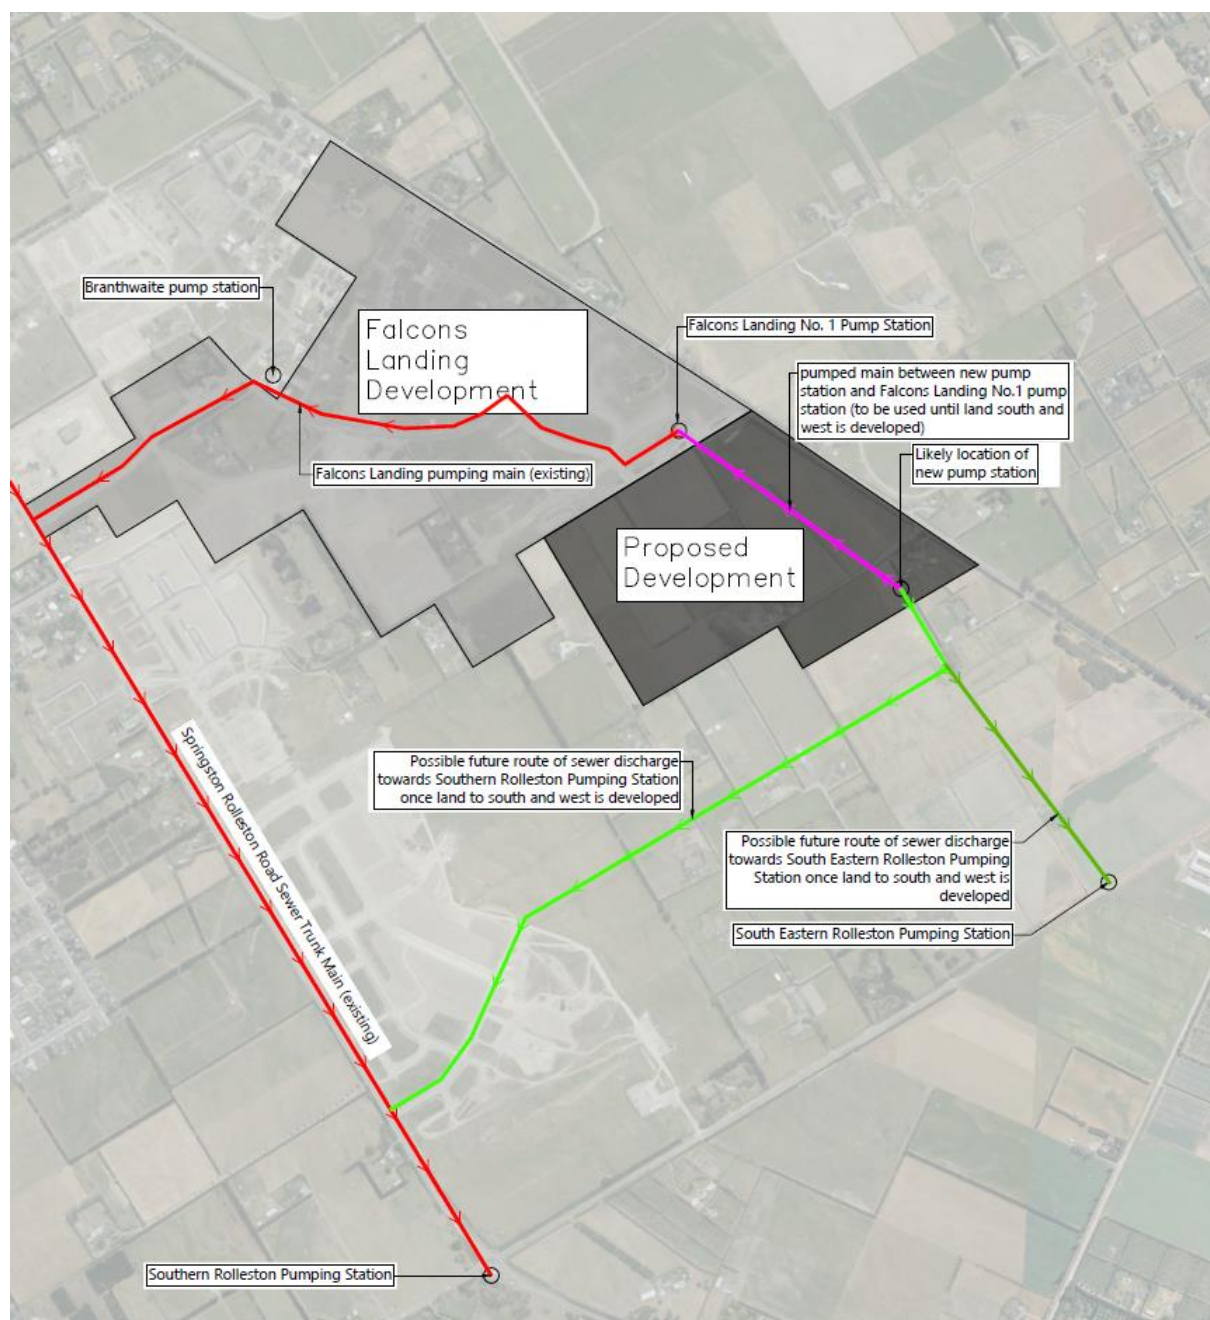 Branthwaite pump station
Falcons
Landing
Development
Falcons Landing No. 1 Pump Station
pumped main between new pump
station and Falcons Landing No.1 pump
station (to be used until land south and
west is developed)
Likely location of
new pump station
Falcons Landing pumping main (existing)
Proposed
Development
Springston Rolleston Road Sewer Trunk Main (existing)
Possible future route of sewer discharge
towards Southern Rolleston Pumping Station
once land to south and west is developed
Possible future route of sewer discharge
towards South Eastern Rolleston Pumping
Station once land to south and west is
developed
South Eastern Rolleston Pumping Station
Southern Rolleston Pumping Station